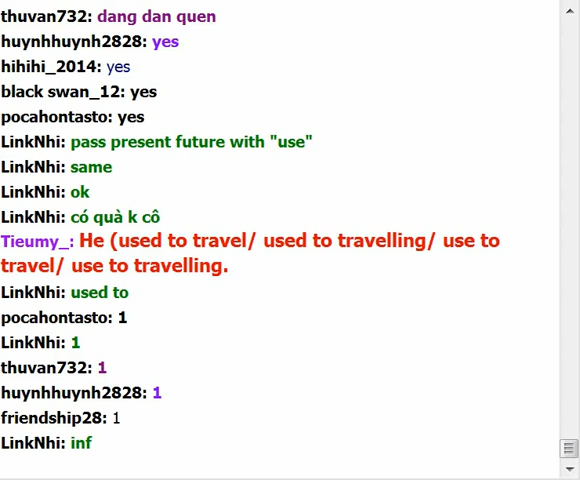 thuvan732: dang dan quen
huynhhuynh2828: yes
hihihi_2014: yes
black swan_12: yes
pocahontasto: yes
LinkNhi: pass present future with "use"
LinkNhi: same
LinkNhi: ok
LinkNhi: có quà k cô
Tieumy_: He (used to travel/ used to travelling/ use to
travel/ use to travelling.
LinkNhi: used to
pocahontasto: 1
LinkNhi: 1
thuvan732: 1
huynhhuynh2828: 1
friendship28: 1
LinkNhi: inf